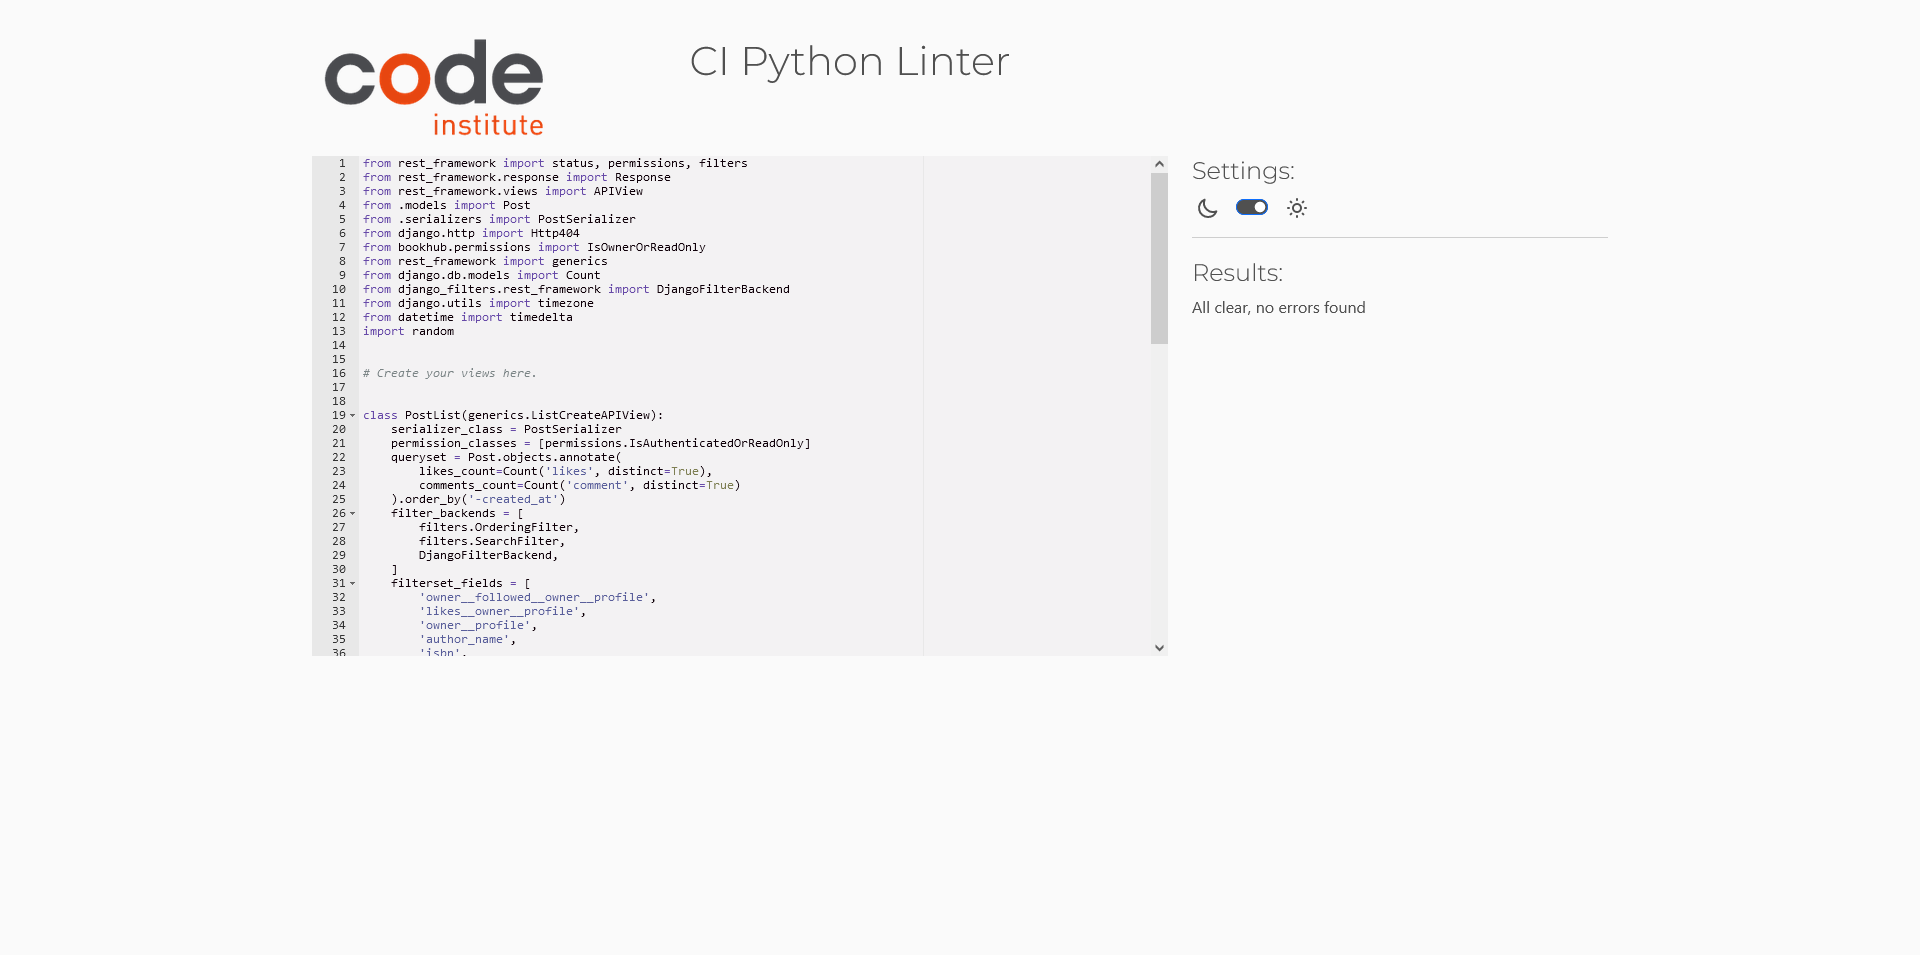 code
institute
CI Python Linter
1 from rest_framework import status, permissions, filters
2 from rest_framework.response import Response
3 from rest_framework.views import APIView
4 from .models import Post
5 from .serializers import PostSerializer
6 from django.http import Http404
7 from bookhub.permissions import IsOwnerOrReadOnly
8 from rest_framework import generics
9 from django.db.models import Count
10 from django_filters.rest_framework import DjangoFilterBackend
11 from django.utils import timezone
12 from datetime import timedelta
13 import random
14
15
16 # Create your views here.
17
18
19 class PostList(generics.ListCreateAPIView):
20     serializer_class = PostSerializer
21     permission_classes = [permissions.IsAuthenticatedOrReadOnly]
22     queryset = Post.objects.annotate(
23         likes_count=Count('likes', distinct=True),
24         comments_count=Count('comment', distinct=True)
25     ).order_by('-created_at')
26     filter_backends = [
27         filters.OrderingFilter,
28         filters.SearchFilter,
29         DjangoFilterBackend,
30     ]
31     filterset_fields = [
32         'owner__followed__owner__profile',
33         'likes__owner__profile',
34         'owner__profile',
35         'author_name',
36         'isbn',
Settings:
Results:
All clear, no errors found